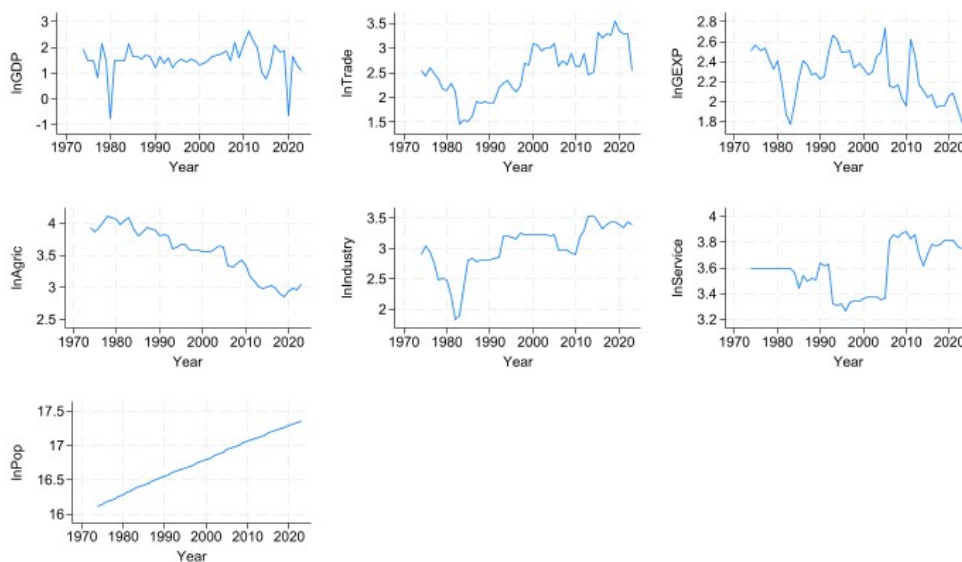 lnGDP
3
2
1
0
-1
1970 1980 1990 2000 2010 2020
Year
lnTrade
3.5
3
2.5
2
1.5
1970 1980 1990 2000 2010 2020
Year
lnGEXP
2.8
2.6
2.4
2.2
2
1.8
1970 1980 1990 2000 2010 2020
Year
lnAgric
4
3.5
3
2.5
1970 1980 1990 2000 2010 2020
Year
lnIndustry
3.5
3
2.5
2
1970 1980 1990 2000 2010 2020
Year
lnService
4
3.8
3.6
3.4
3.2
1970 1980 1990 2000 2010 2020
Year
lnPop
17.5
17
16.5
16
1970 1980 1990 2000 2010 2020
Year